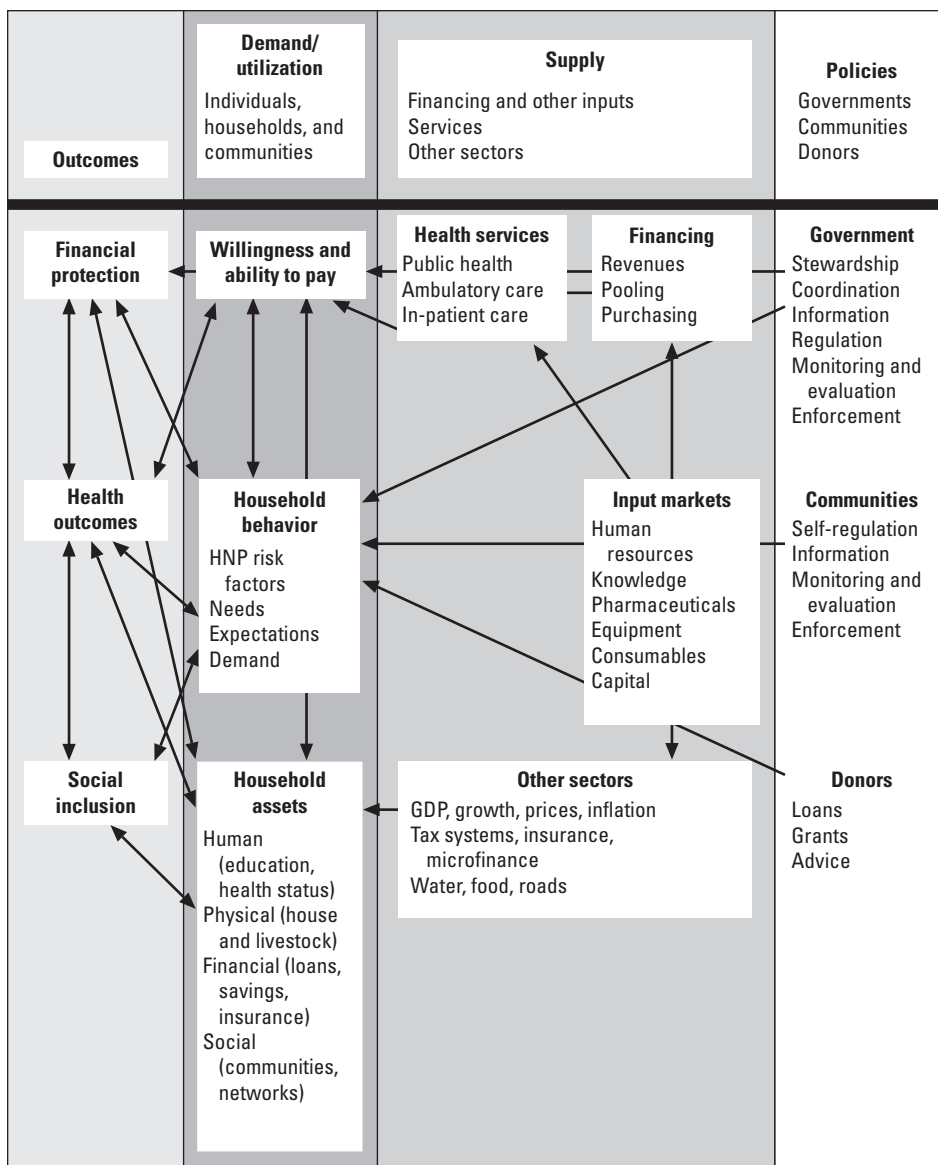 Outcomes
Demand/
utilization
Individuals,
households, and
communities
Supply
Financing and other inputs
Services
Other sectors
Policies
Governments
Communities
Donors
Financial
protection
Willingness and
ability to pay
Health services
Public health
Ambulatory care
In-patient care
Financing
Revenues
Pooling
Purchasing
Government
Stewardship
Coordination
Information
Regulation
Monitoring and
evaluation
Enforcement
Health
outcomes
Household
behavior
HNP risk
factors
Needs
Expectations
Demand
Input markets
Human
resources
Knowledge
Pharmaceuticals
Equipment
Consumables
Capital
Communities
Self-regulation
Information
Monitoring and
evaluation
Enforcement
Social
inclusion
Household
assets
Human
(education,
health status)
Physical (house
and livestock)
Financial (loans,
savings,
insurance)
Social
(communities,
networks)
Other sectors
GDP, growth, prices, inflation
Tax systems, insurance,
microfinance
Water, food, roads
Donors
Loans
Grants
Advice